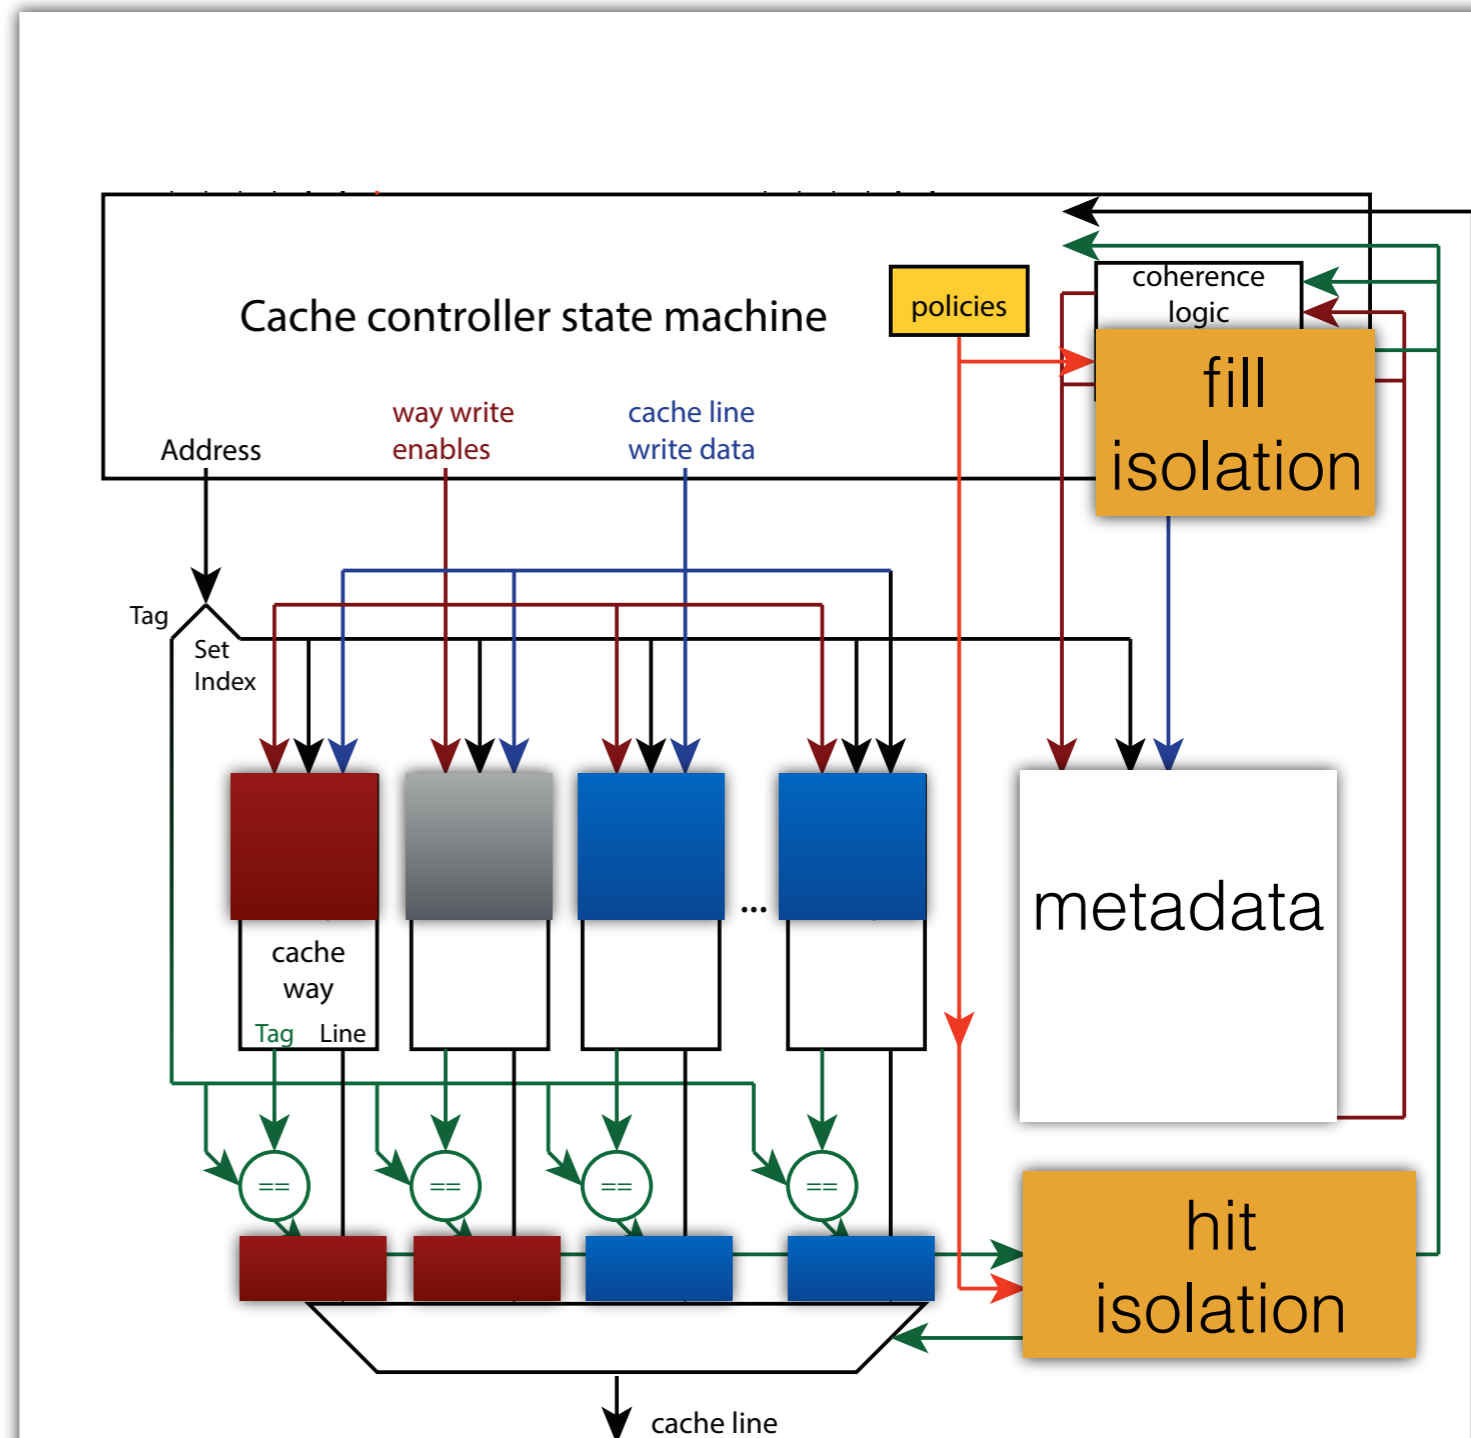 Cache controller state machine
policies
coherence
logic
fill
isolation
Address
way write
enables
cache line
write data
Tag
Set
Index
cache
way
Tag Line
...
metadata
==
==
==
==
hit
isolation
cache line